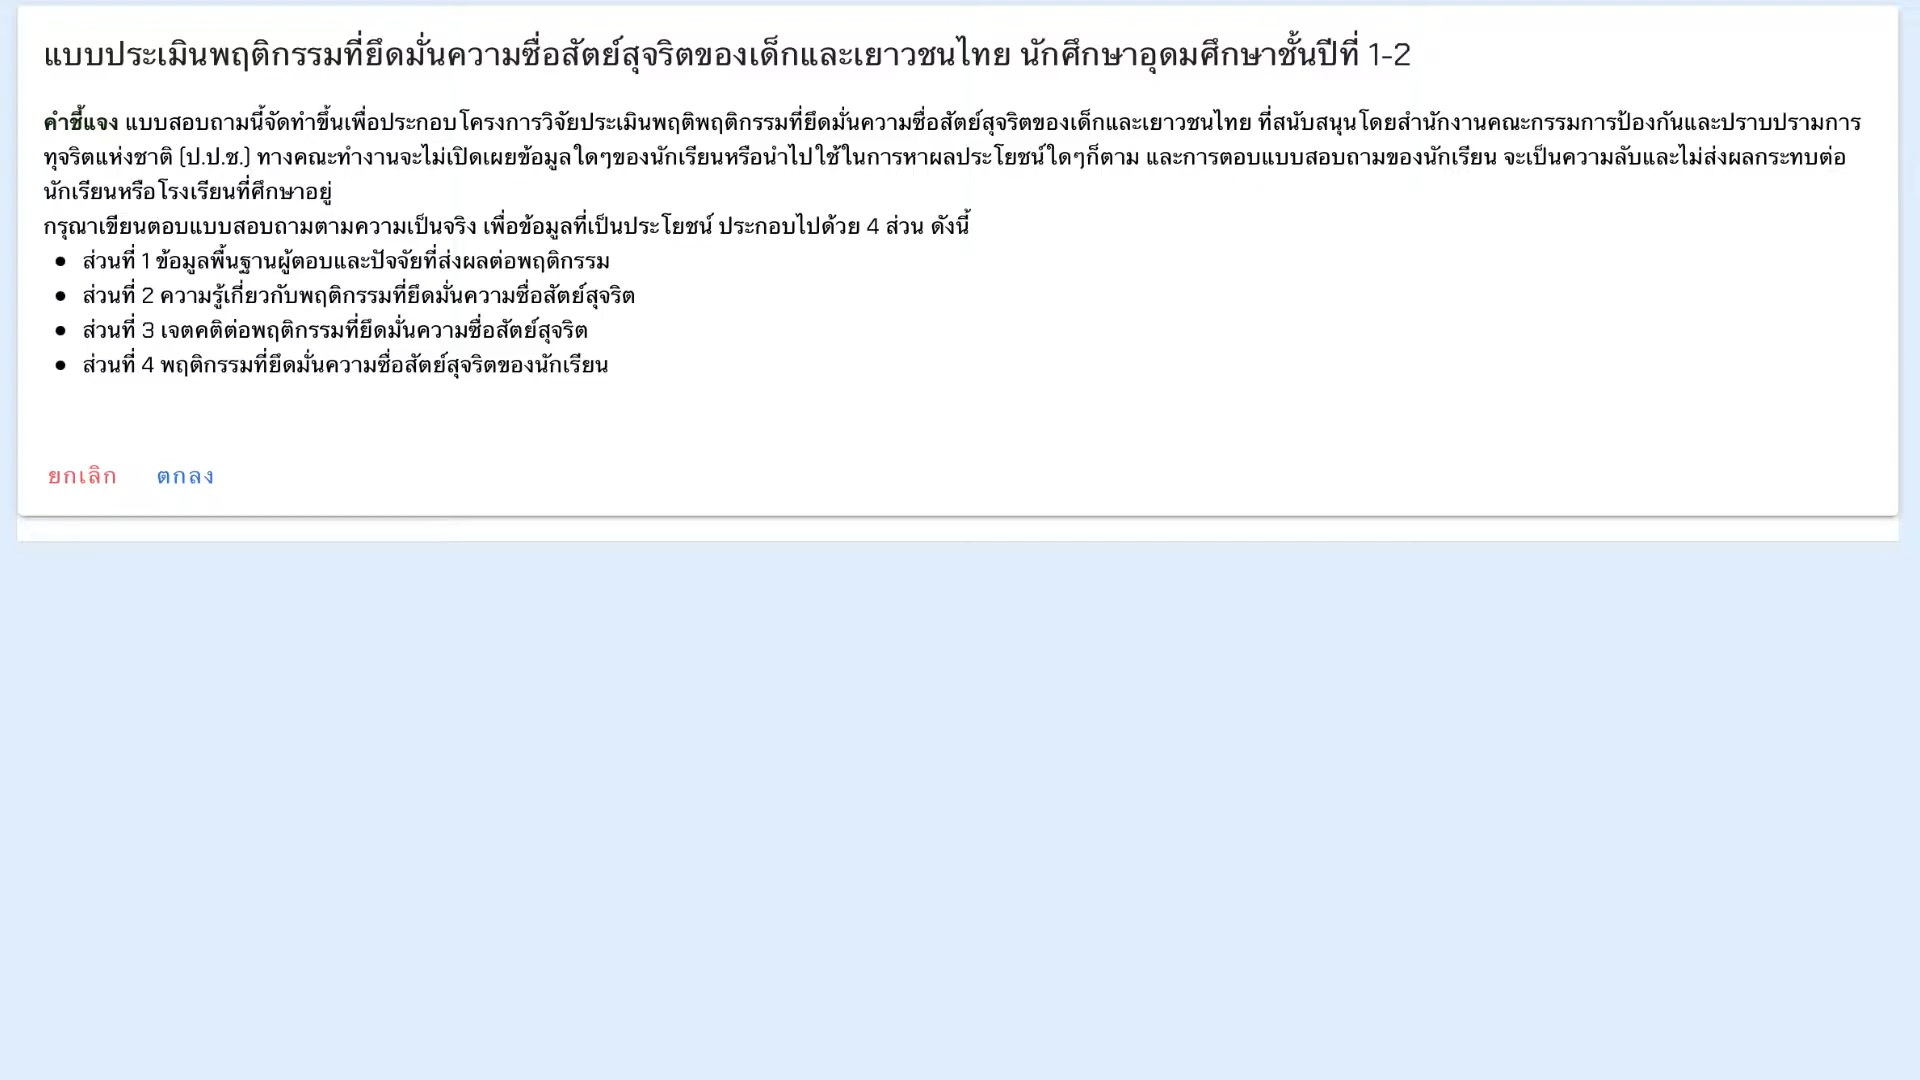 แบบประเมินพฤติกรรมที่ยึดมั่นความซื่อสัตย์สุจริตของเด็กและเยาวชนไทย นักศึกษาอุดมศึกษาชั้นปีที่ 1-2
คำชี้แจง แบบสอบถามนี้จัดทำขึ้นเพื่อประกอบโครงการวิจัยประเมินพฤติพฤติกรรมที่ยึดมั่นความซื่อสัตย์สุจริตของเด็กและเยาวชนไทย ที่สนับสนุนโดยสำนักงานคณะกรรมการป้องกันและปราบปรามการ
ทุจริตแห่งชาติ (ป.ป.ช.) ทางคณะทำงานจะไม่เปิดเผยข้อมูลใดๆของนักเรียนหรือนำไปใช้ในการหาผลประโยชน์ใดๆก็ตาม และการตอบแบบสอบถามของนักเรียน จะเป็นความลับและไม่ส่งผลกระทบต่อ
นักเรียนหรือโรงเรียนที่ศึกษาอยู่
กรุณาเขียนตอบแบบสอบถามตามความเป็นจริง เพื่อข้อมูลที่เป็นประโยชน์ ประกอบไปด้วย 4 ส่วน ดังนี้
● ส่วนที่ 1 ข้อมูลพื้นฐานผู้ตอบและปัจจัยที่ส่งผลต่อพฤติกรรม
● ส่วนที่ 2 ความรู้เกี่ยวกับพฤติกรรมที่ยึดมั่นความซื่อสัตย์สุจริต
● ส่วนที่ 3 เจตคติต่อพฤติกรรมที่ยึดมั่นความซื่อสัตย์สุจริต
● ส่วนที่ 4 พฤติกรรมที่ยึดมั่นความซื่อสัตย์สุจริตของนักเรียน
ยกเลิก ตกลง